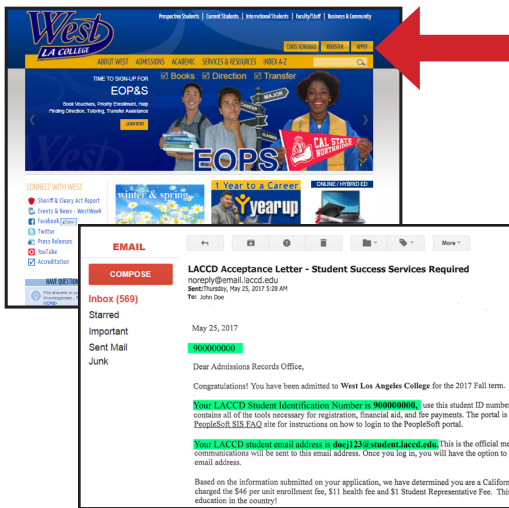 Prospective Students | Current Students | International Students | Faculty/Staff | Business & Community
West
LA COLLEGE
CLASS SCHEDULES REGISTER APPLY
ABOUT WEST ADMISSIONS ACADEMIC SERVICES & RESOURCES INDEX A-Z
TIME TO SIGN-UP FOR
EOP&S
Book Vouchers, Priority Enrollment, Help
Finding Direction, Tutoring, Transfer Assistance
LEARN MORE
Books Direction Transfer
MAJOR
CAREER
CLASSES
CAL STATE
NORTHRIDGE
EOPS
CONNECT WITH WEST
Sheriff & Cleary Act Report
Events & News - WestWeek
Facebook
Twitter
Press Releases
YouTube
Accreditation
HAVE QUESTION
winter & spring
1 Year to a Career
year up
ONLINE / HYBRID ED
EMAIL
More
COMPOSE
Inbox (569)
Starred
Important
Sent Mail
Junk
LACCD Acceptance Letter - Student Success Services Required
noreply@email.laccd.edu
Sent:Thursday, May 25, 2017 5:28 AM
To: John Doe
May 25, 2017
900000000
Dear Admissions Records Office,
Congratulations! You have been admitted to West Los Angeles College for the 2017 Fall term.
Your LACCD Student Identification Number is 900000000, use this student ID number
contains all of the tools necessary for registration, financial aid, and fee payments. The portal is
PeopleSoft SIS FAQ site for instructions on how to login to the PeopleSoft portal.
Your LACCD student email address is doej123@student.laccd.edu.This is the official me
communications will be sent to this email address. Once you log in, you will have the option to
email address.
Based on the information submitted on your application, we have determined you are a Californ
charged the $46 per unit enrollment fee, $11 health fee and $1 Student Representative Fee. This
education in the country!